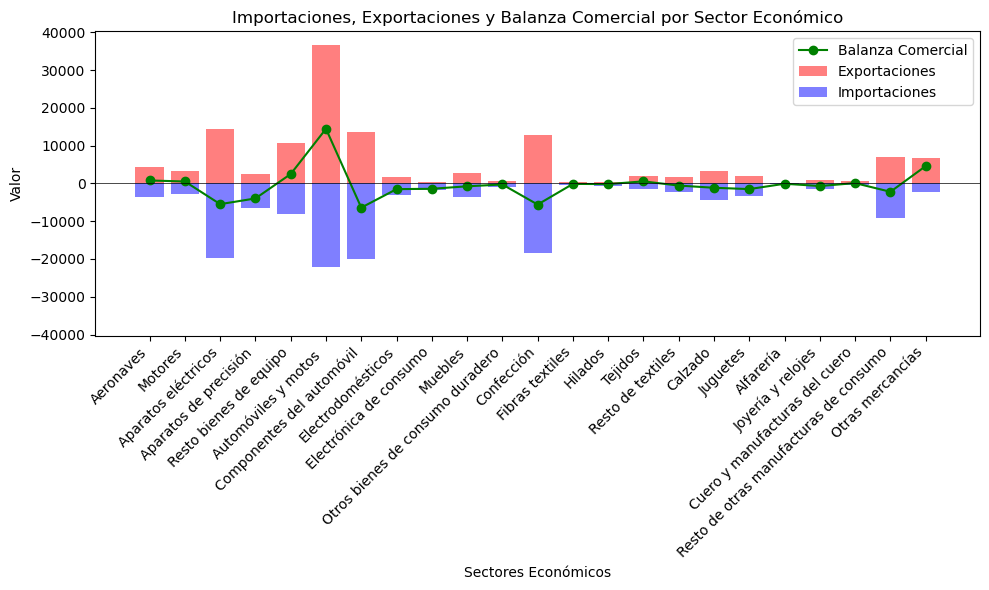 Importaciones, Exportaciones y Balanza Comercial por Sector Económico
Balanza Comercial
Exportaciones
Importaciones
Valor
40000
30000
20000
10000
0
−10000
−20000
−30000
−40000
Aeronaves
Motores
Aparatos eléctricos
Aparatos de precisión
Resto bienes de equipo
Automóviles y motos
Componentes del automóvil
Electrodomésticos
Electrónica de consumo
Muebles
Otros bienes de consumo duradero
Confección
Fibras textiles
Hilados
Tejidos
Resto de textiles
Calzado
Juguetes
Alfarería
Joyería y relojes
Cuero y manufacturas del cuero
Resto de otras manufacturas de consumo
Otras mercancías
Sectores Económicos